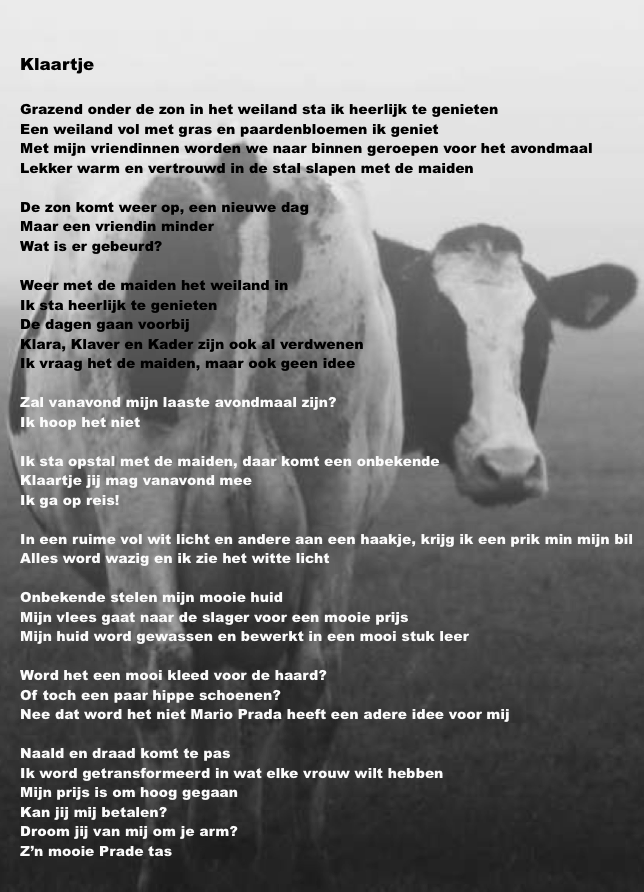 Klaartje
Grazend onder de zon in het weiland sta ik heerlijk te genieten
Een weiland vol met gras en paardenbloemen ik geniet
Met mijn vriendinnen worden we naar binnen geroepen voor het avondmaal
Lekker warm en vertrouwd in de stal slapen met de maiden
De zon komt weer op, een nieuwe dag
Maar een vriendin minder
Wat is er gebeurd?
Weer met de maiden het weiland in
Ik sta heerlijk te genieten
De dagen gaan voorbij
Klara, Klaver en Kader zijn ook al verdwenen
Ik vraag het de maiden, maar ook geen idee
Zal vanavond mijn laaste avondmaal zijn?
Ik hoop het niet
Ik sta opstal met de maiden, daar komt een onbekende
Klaartje jij mag vanavond mee
Ik ga op reis!
In een ruime vol wit licht en andere aan een haakje, krijg ik een prik min mijn bil
Alles word wazig en ik zie het witte licht
Onbekende stelen mijn mooie huid
Mijn vlees gaat naar de slager voor een mooie prijs
Mijn huid word gewassen en bewerkt in een mooi stuk leer
Word het een mooi kleed voor de haard?
Of toch een paar hippe schoenen?
Nee dat word het niet Mario Prada heeft een adere idee voor mij
Naald en draad komt te pas
Ik word getransformeerd in wat elke vrouw wilt hebben
Mijn prijs is om hoog gegaan
Kan jij mij betalen?
Droom jij van mij om je arm?
Z'n mooie Prade tas